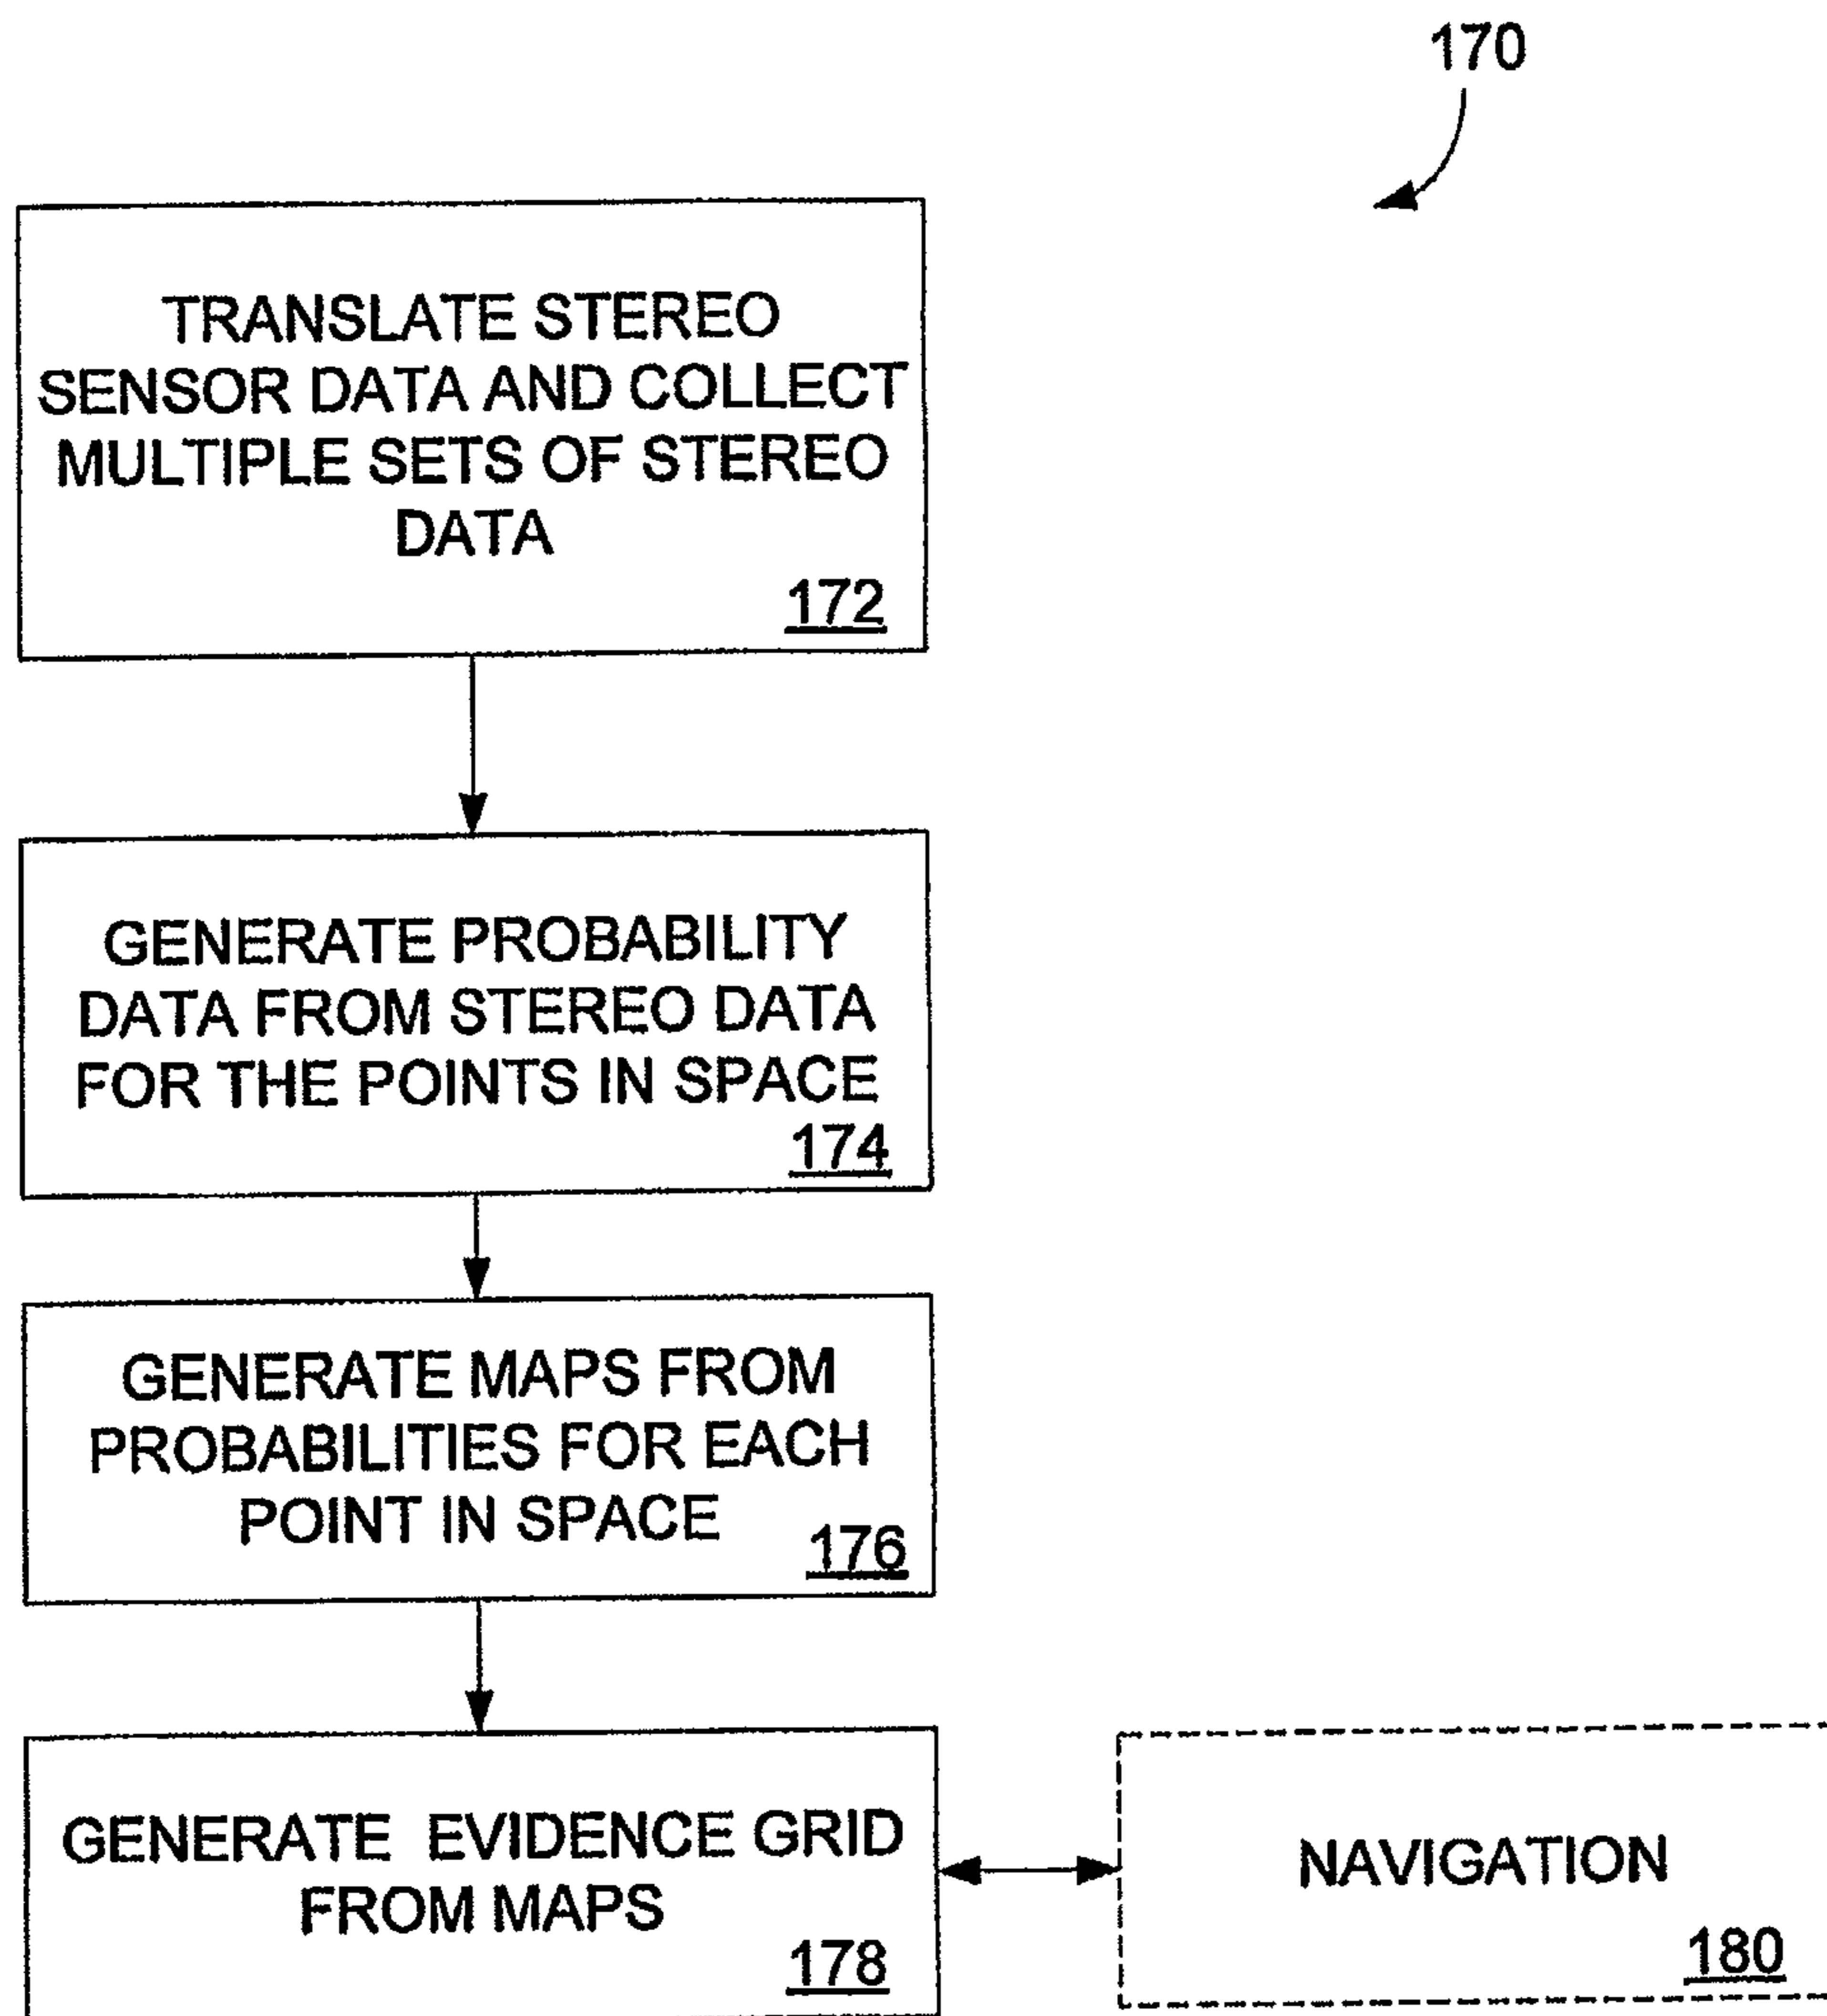 170
TRANSLATE STEREO
SENSOR DATA AND COLLECT
MULTIPLE SETS OF STEREO
DATA
172
GENERATE PROBABILITY
DATA FROM STEREO DATA
FOR THE POINTS IN SPACE
174
GENERATE MAPS FROM
PROBABILITIES FOR EACH
POINT IN SPACE
176
GENERATE EVIDENCE GRID
FROM MAPS
178
NAVIGATION
180